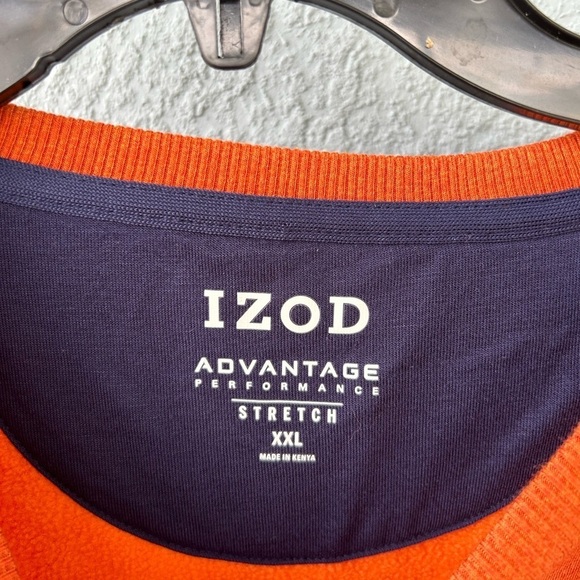 IZOD
ADVANTAGE
PERFORMANCE
STRETCH
XXL
MADE IN KENYA